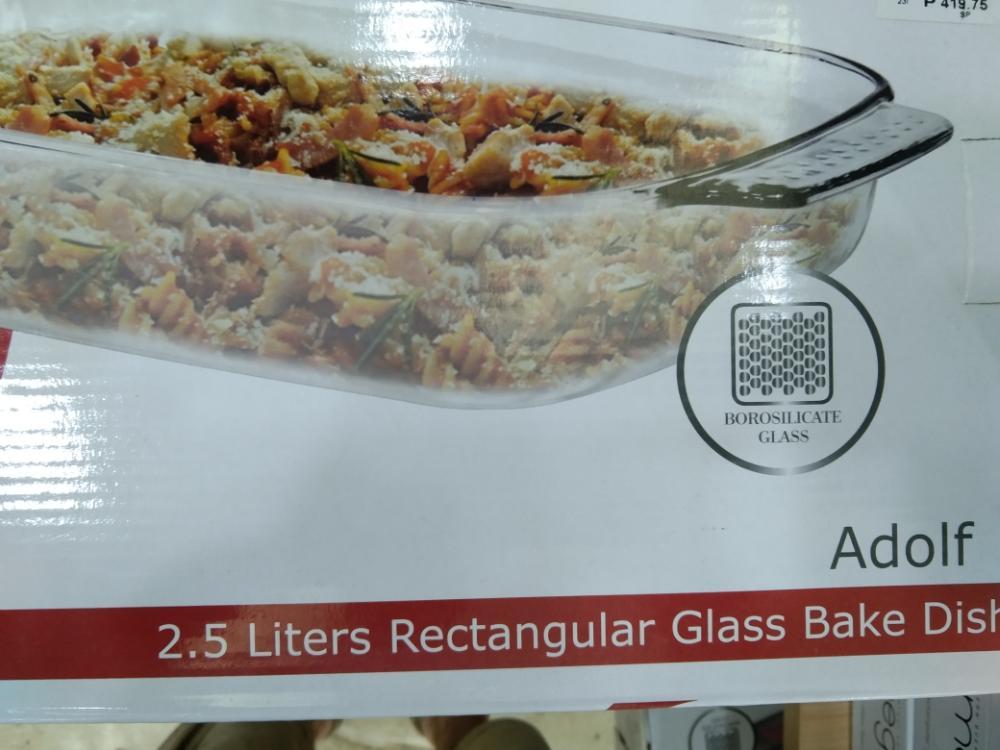 ₱ 419.75
BOROSILICATE
GLASS
Adolf
2.5 Liters Rectangular Glass Bake Dish